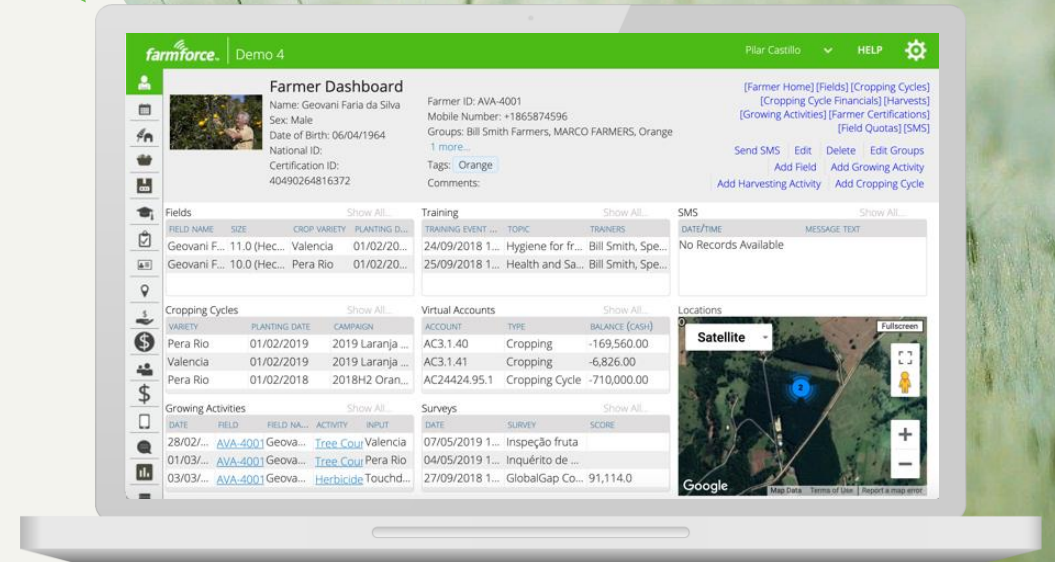 farmforce. Demo 4
Pilar Castillo HELP
Farmer Dashboard
Name: Geovani Faria da Silva
Sex: Male
Date of Birth: 06/04/1964
National ID:
Certification ID:
40490264816372
Farmer ID: AVA-4001
Mobile Number: +1865874596
Groups: Bill Smith Farmers, MARCO FARMERS, Orange
1 more...
Tags: Orange
Comments:
[Farmer Home] [Fields] [Cropping Cycles]
[Cropping Cycle Financials] [Harvests]
[Growing Activities] [Farmer Certifications]
[Field Quotas] [SMS]
Send SMS Edit Delete Edit Groups
Add Field Add Growing Activity
Add Harvesting Activity Add Cropping Cycle
Fields Show All...
FIELD NAME SIZE CROP VARIETY PLANTING D...
Geovani F... 11.0 (Hec... Valencia 01/02/20...
Geovani F... 10.0 (Hec... Pera Rio 01/02/20...
Training Show All...
TRAINING EVENT ... TOPIC TRAINERS
24/09/2018 1... Hygiene for fr... Bill Smith, Spe...
25/09/2018 1... Health and Sa... Bill Smith, Spe...
SMS Show All...
DATE/TIME MESSAGE TEXT
No Records Available
Cropping Cycles Show All...
VARIETY PLANTING DATE CAMPAIGN
Pera Rio 01/02/2019 2019 Laranja ...
Valencia 01/02/2019 2019 Laranja ...
Pera Rio 01/02/2018 2018H2 Oran...
Virtual Accounts Show All...
ACCOUNT TYPE BALANCE (CASH)
AC3.1.40 Cropping -169,560.00
AC3.1.41 Cropping -6,826.00
AC24424.95.1 Cropping Cycle -710,000.00
Locations
Satellite
Fullscreen
2
Google
Map Data Terms of Use Report a map error
Growing Activities Show All...
DATE FIELD FIELD NA... ACTIVITY INPUT
28/02/... AVA-4001 Geova... Tree Cour Valencia
01/03/... AVA-4001 Geova... Tree Cour Pera Rio
03/03/... AVA-4001 Geova... Herbicide Touchd...
Surveys Show All...
DATE SURVEY SCORE
07/05/2019 1... Inspeção fruta
04/05/2019 1... Inquérito de ...
27/09/2018 1... GlobalGap Co... 91,114.0